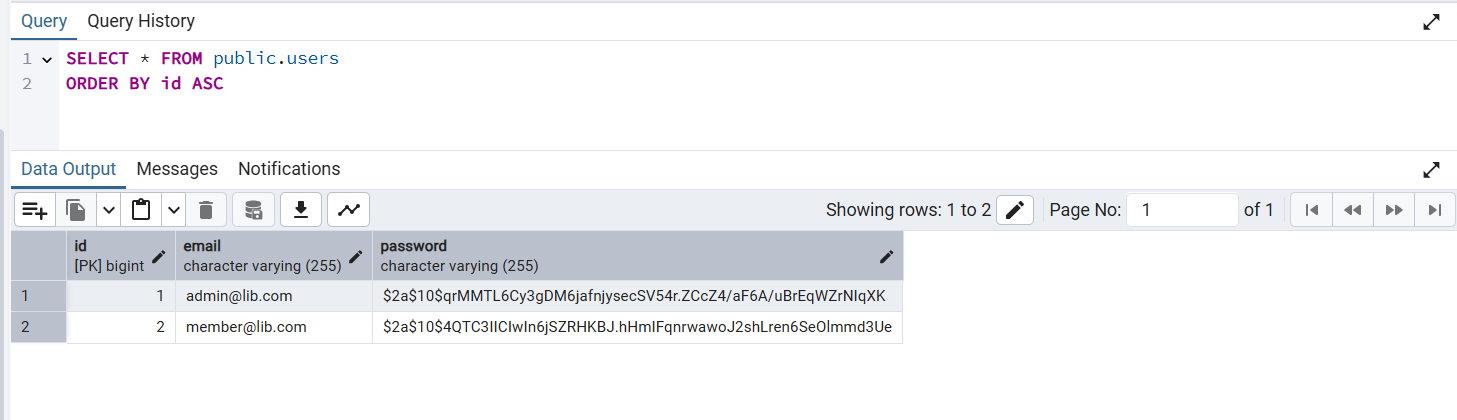 Query Query History
1 SELECT * FROM public.users
2 ORDER BY id ASC
Data Output Messages Notifications
Showing rows: 1 to 2 Page No: 1 of 1
id email password
[PK] bigint character varying (255) character varying (255)
1 1 admin@lib.com $2a$10$qrMMTL6Cy3gDM6jafnjysecSV54r.ZCcZ4/aF6A/uBrEqWZrNIqXK
2 2 member@lib.com $2a$10$4QTC3IICIwIn6jSZRHKBJ.hHmIFqnrwawoJ2shLren6SeOlmmd3Ue